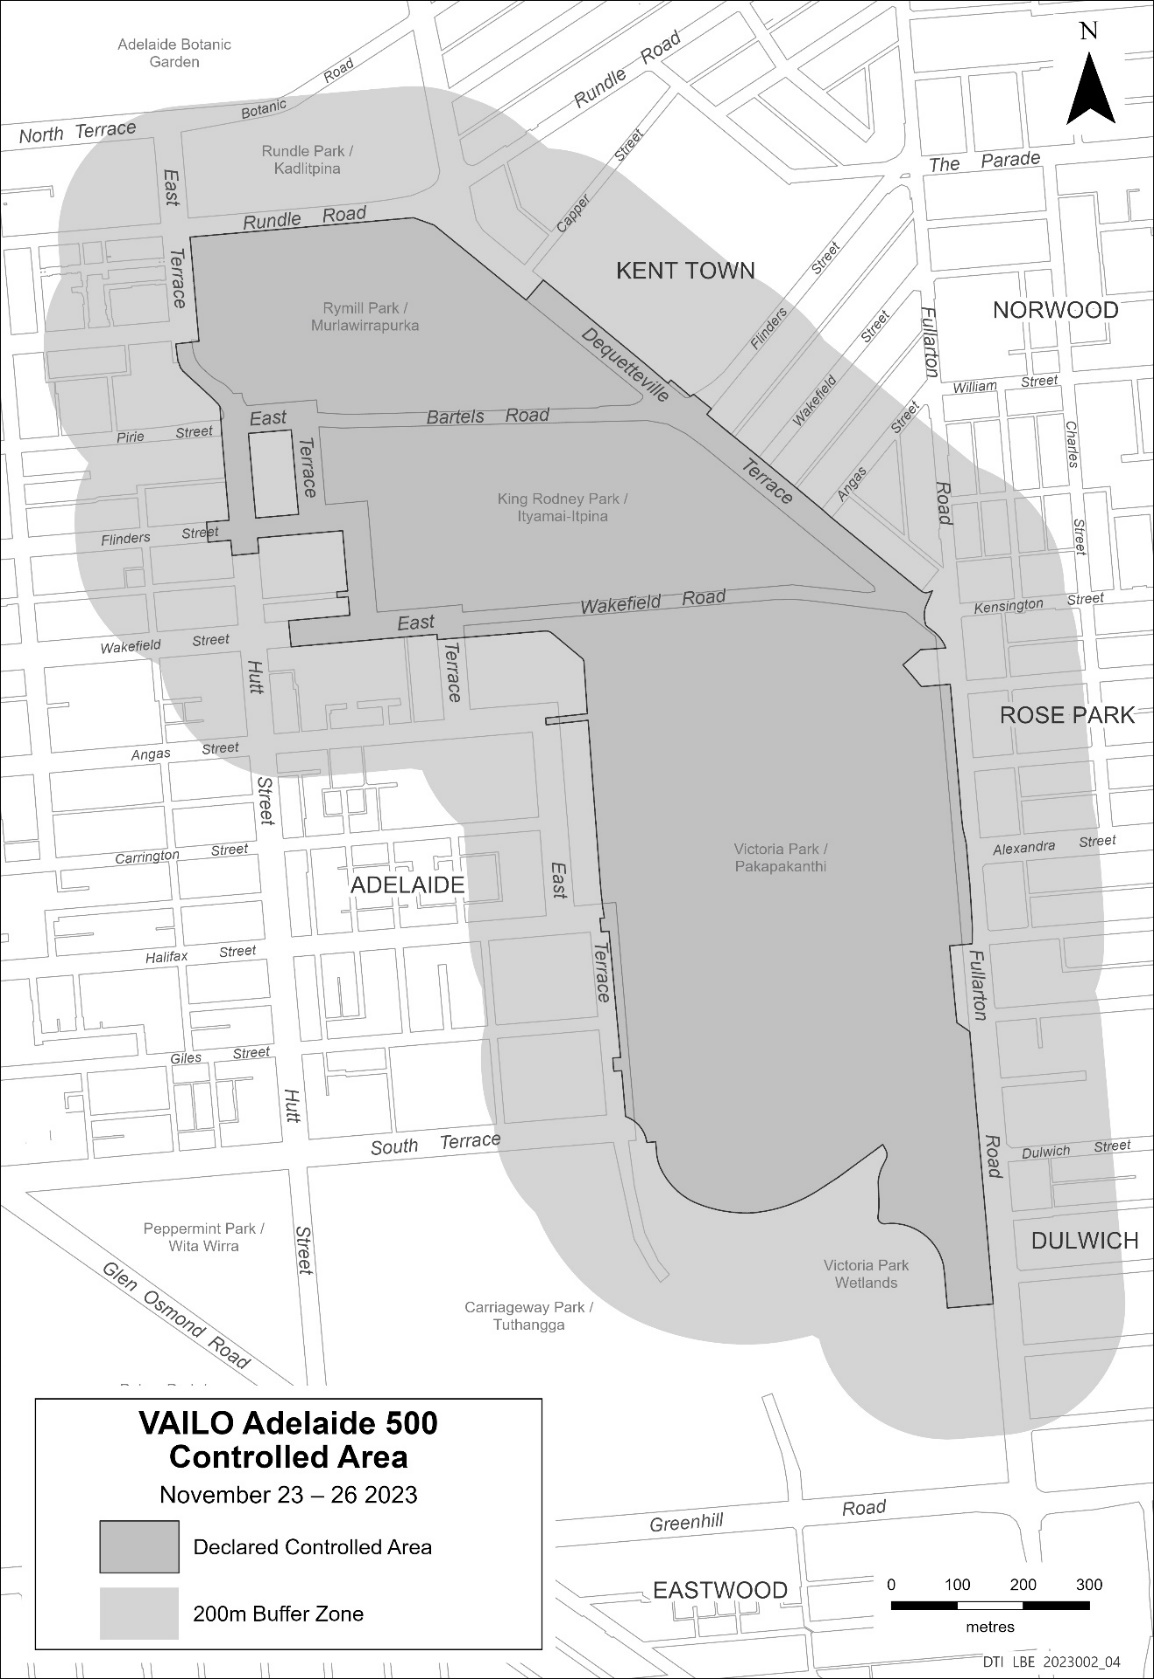 Adelaide Botanic
Garden
N
North Terrace
Botanic
Road
Rundle Road
Capper
Street
The Parade
Rundle Park /
Kadlitpina
East
Terrace
Rundle Road
KENT TOWN
NORWOOD
Rymill Park /
Murlawirrapurka
Dequetteville
Terrace
Flinders
Street
Wakefield
Street
Angas
Street
Fullarton
Road
William Street
Charles
Street
East
Terrace
Bartels Road
Pirie Street
King Rodney Park /
Ityamai-Itpina
Flinders Street
Wakefield Road
Kensington Street
East
Terrace
Wakefield Street
Hutt
Street
ROSE PARK
Angas Street
Victoria Park /
Pakapakanthi
Alexandra Street
Carrington Street
ADELAIDE
East
Terrace
Halifax Street
Fullarton
Road
Giles Street
Hutt
Street
South Terrace
Dulwich Street
Peppermint Park /
Wita Wirra
DULWICH
Victoria Park
Wetlands
Glen Osmond Road
Carriageway Park /
Tuthangga
VAILO Adelaide 500
Controlled Area
November 23 – 26 2023
Declared Controlled Area
200m Buffer Zone
Greenhill Road
EASTWOOD
0 100 200 300
metres
DTI LBE 2023002_04